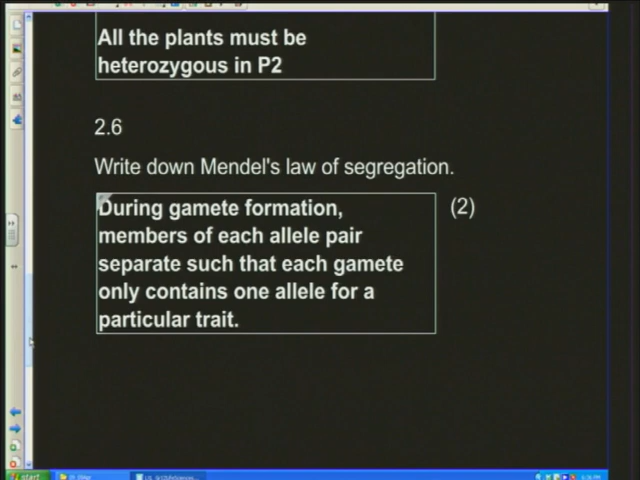 All the plants must be
heterozygous in P2
2.6
Write down Mendel's law of segregation.
During gamete formation,
members of each allele pair
separate such that each gamete
only contains one allele for a
particular trait.
(2)
start